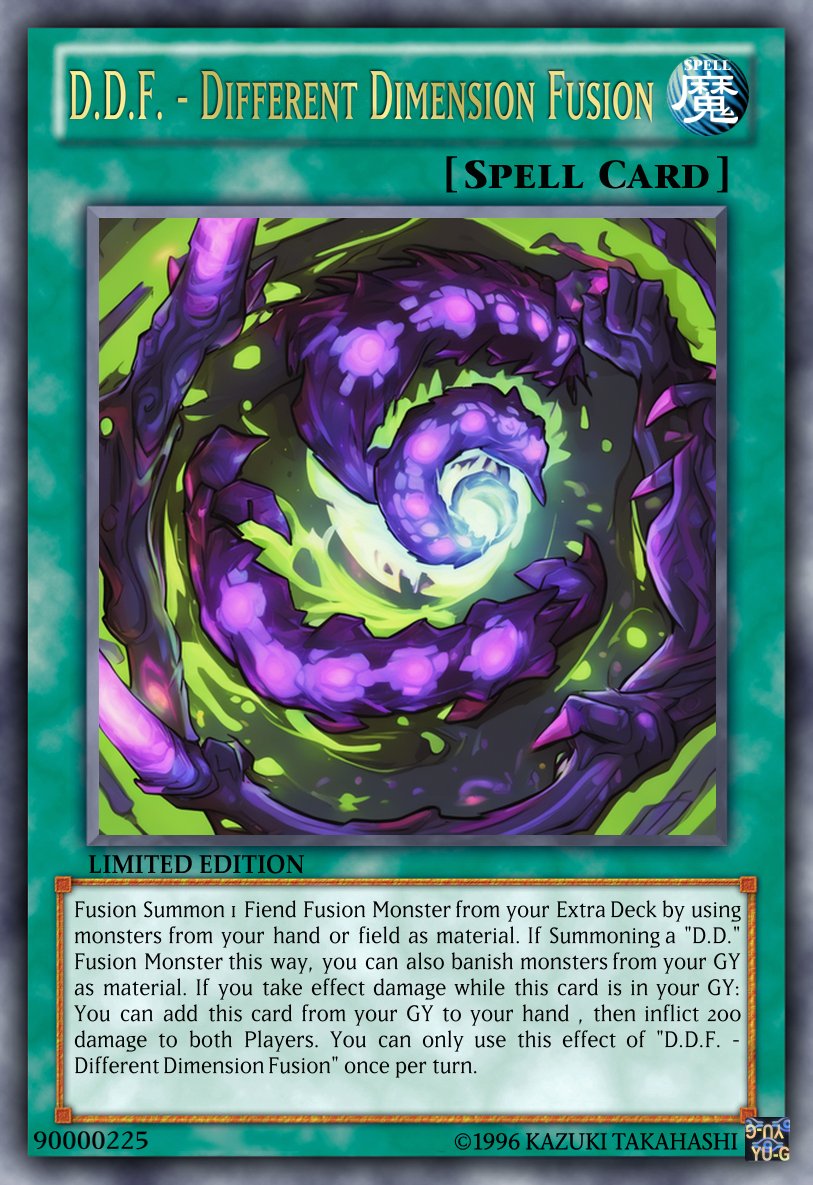 D.D.F. - Different Dimension Fusion
SPELL
魔
[Spell Card]
LIMITED EDITION
Fusion Summon 1 Fiend Fusion Monster from your Extra Deck by using
monsters from your hand or field as material. If Summoning a "D.D."
Fusion Monster this way, you can also banish monsters from your GY
as material. If you take effect damage while this card is in your GY:
You can add this card from your GY to your hand , then inflict 200
damage to both Players. You can only use this effect of "D.D.F. -
Different Dimension Fusion" once per turn.
90000225
©1996 KAZUKI TAKAHASHI
YU-G
YU-G